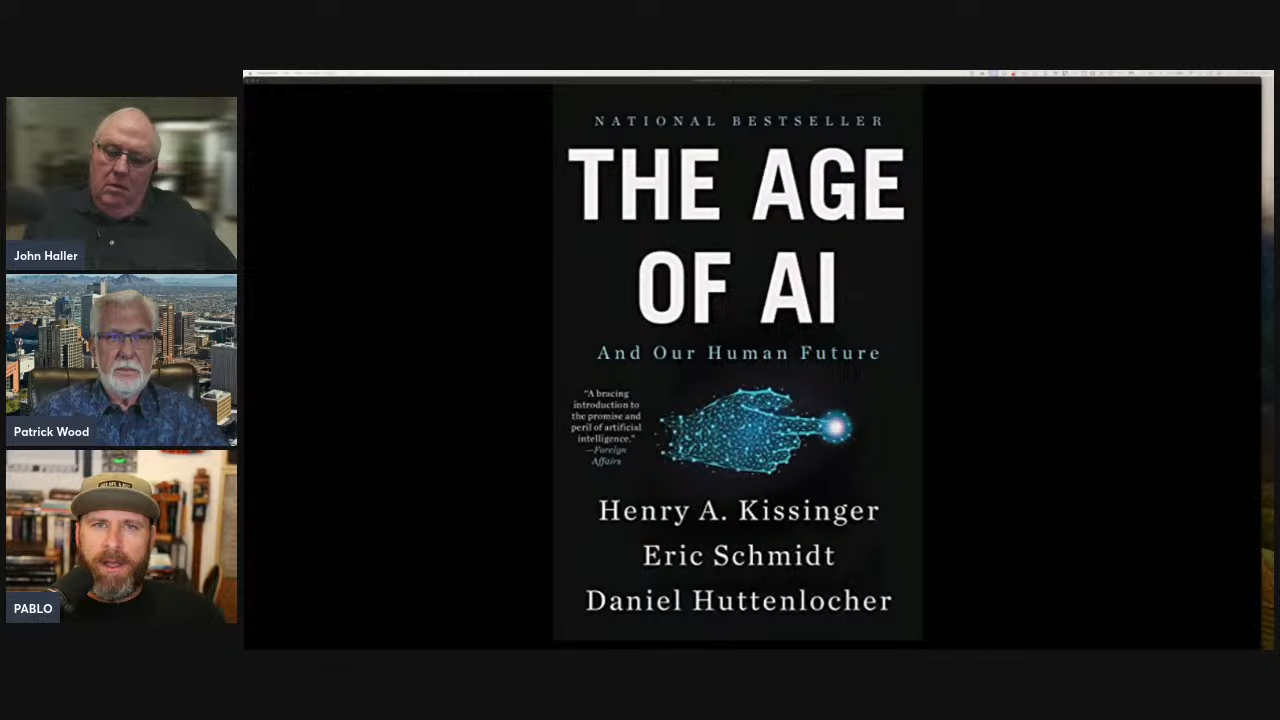 John Haller
Patrick Wood
PABLO
NATIONAL BESTSELLER
THE AGE
OF AI
And Our Human Future
"A bracing
introduction to
the promise and
peril of artificial
intelligence."
—Foreign
Affairs
Henry A. Kissinger
Eric Schmidt
Daniel Huttenlocher